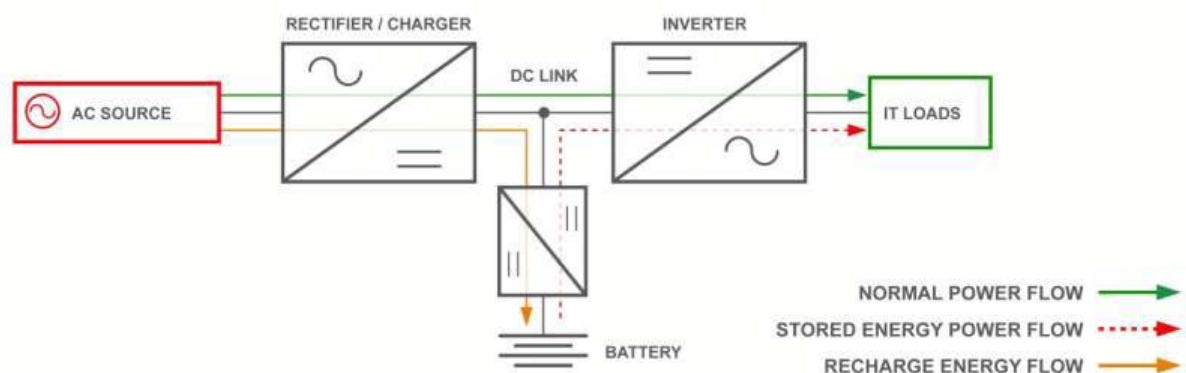 RECTIFIER / CHARGER
INVERTER
DC LINK
AC SOURCE
IT LOADS
BATTERY
NORMAL POWER FLOW
STORED ENERGY POWER FLOW
RECHARGE ENERGY FLOW